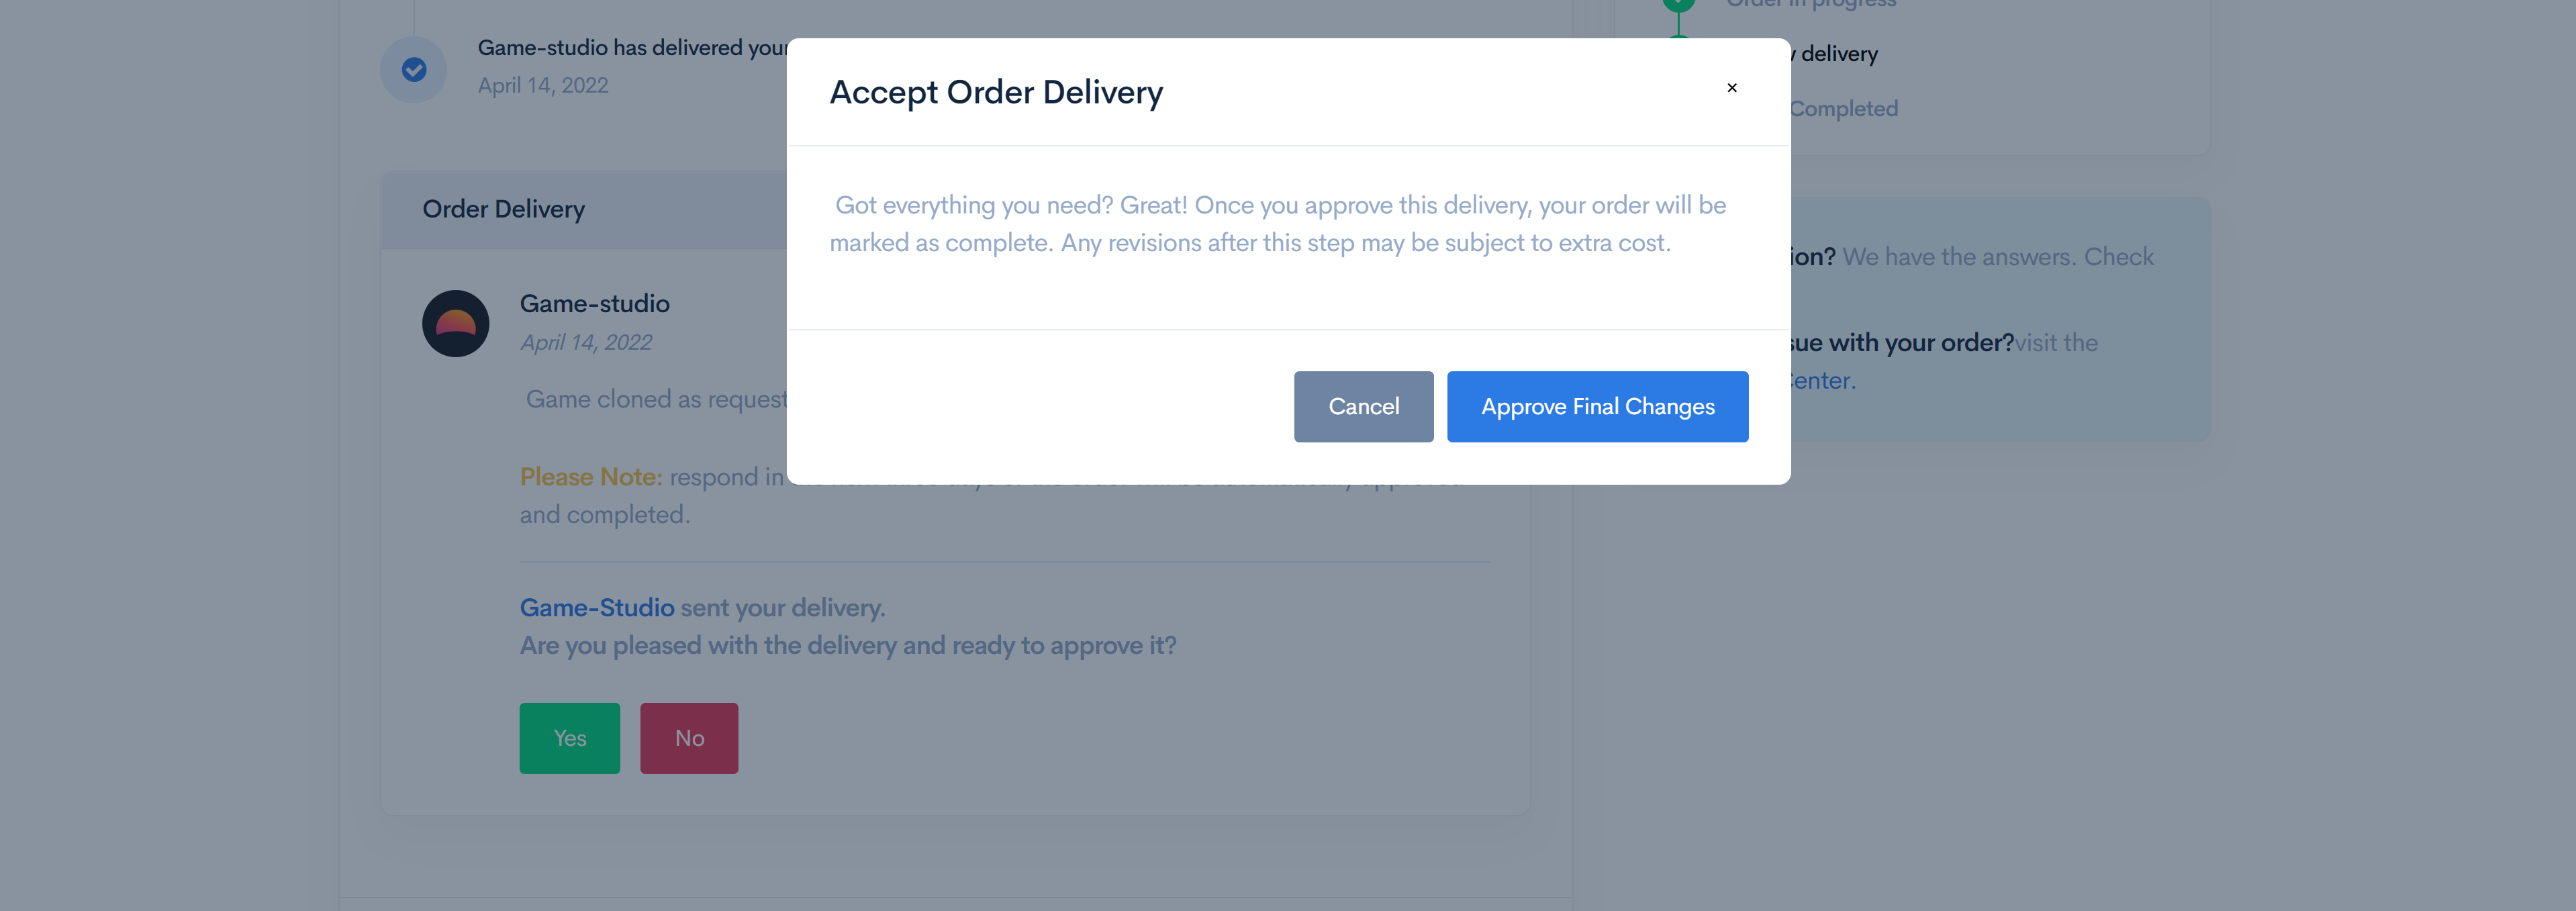 Game-studio has delivered your
April 14, 2022
Order Delivery
Game-studio
April 14, 2022
Game cloned as request
Please Note: respond in
and completed.
Game-Studio sent your delivery.
Are you pleased with the delivery and ready to approve it?
Yes No
Accept Order Delivery
×
Got everything you need? Great! Once you approve this delivery, your order will be
marked as complete. Any revisions after this step may be subject to extra cost.
Cancel Approve Final Changes
Order in progress
delivery
Completed
We have the answers. Check
with your order?visit the